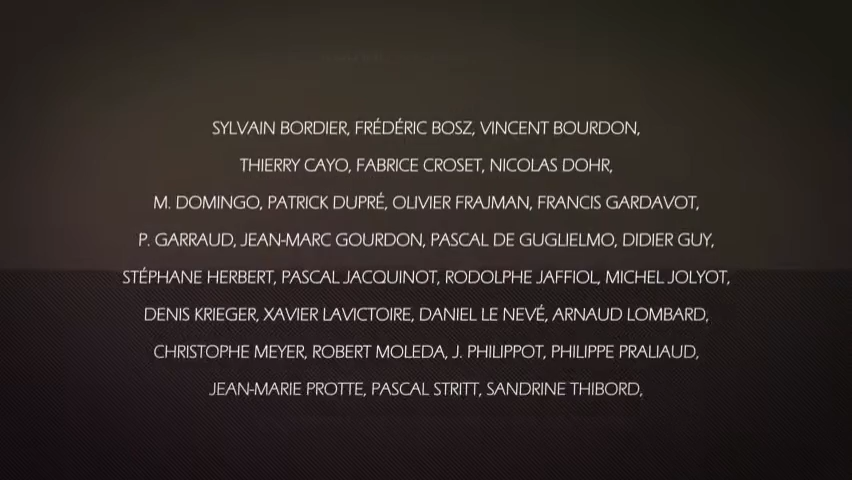 SYLVAIN BORDIER, FRÉDÉRIC BOSZ, VINCENT BOURDON,
THIERRY CAYO, FABRICE CROSET, NICOLAS DOHR,
M. DOMINGO, PATRICK DUPRÉ, OLIVIER FRAJMAN, FRANCIS GARDAVOT,
P. GARRAUD, JEAN-MARC GOURDON, PASCAL DE GUGLIELMO, DIDIER GUY,
STÉPHANE HERBERT, PASCAL JACQUINOT, RODOLPHE JAFFIOL, MICHEL JOLYOT,
DENIS KRIEGER, XAVIER LAVICTOIRE, DANIEL LE NEVÉ, ARNAUD LOMBARD,
CHRISTOPHE MEYER, ROBERT MOLEDA, J. PHILIPPOT, PHILIPPE PRALIAUD,
JEAN-MARIE PROTTE, PASCAL STRITT, SANDRINE THIBORD,